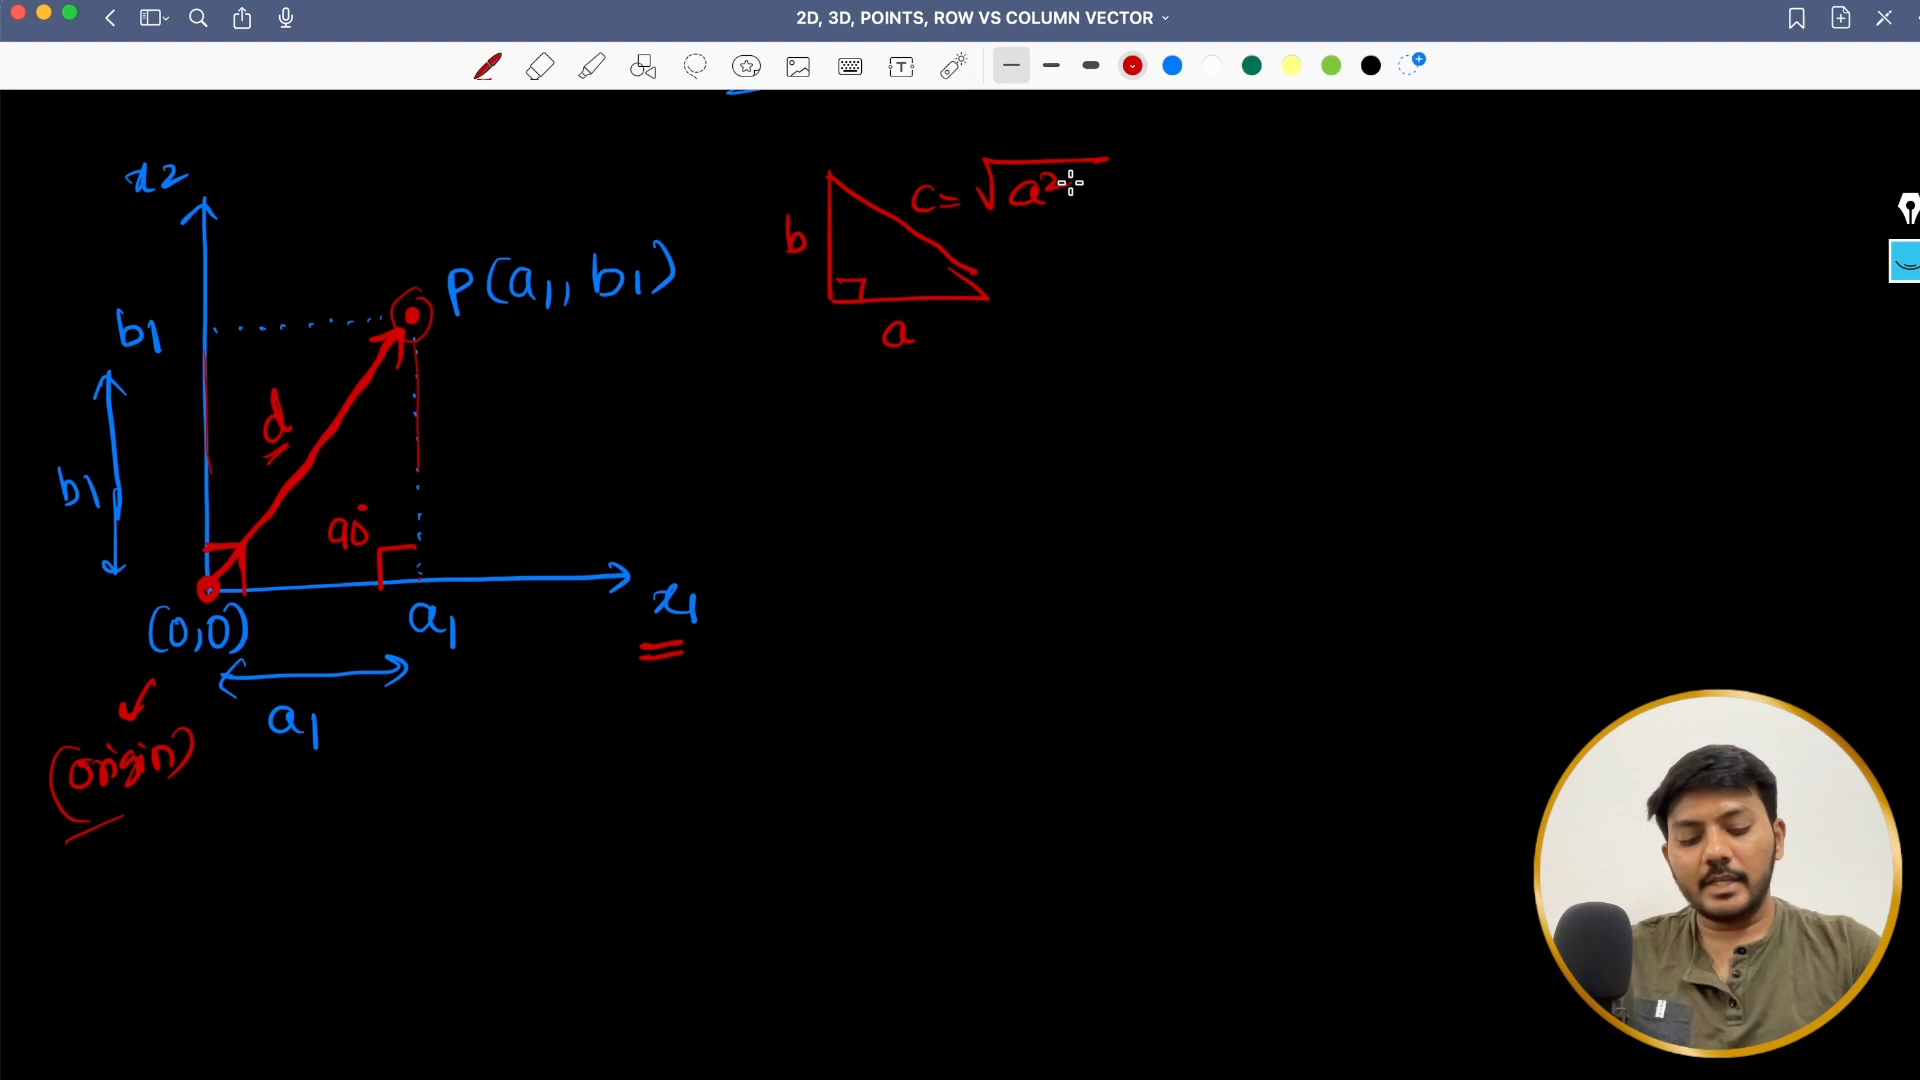 2D, 3D, POINTS, ROW VS COLUMN VECTOR
T
x2
c = √a²
b
P(a1, b1)
b1
a
d
b1
90°
(0,0)
a1
x1
a1
(origin)